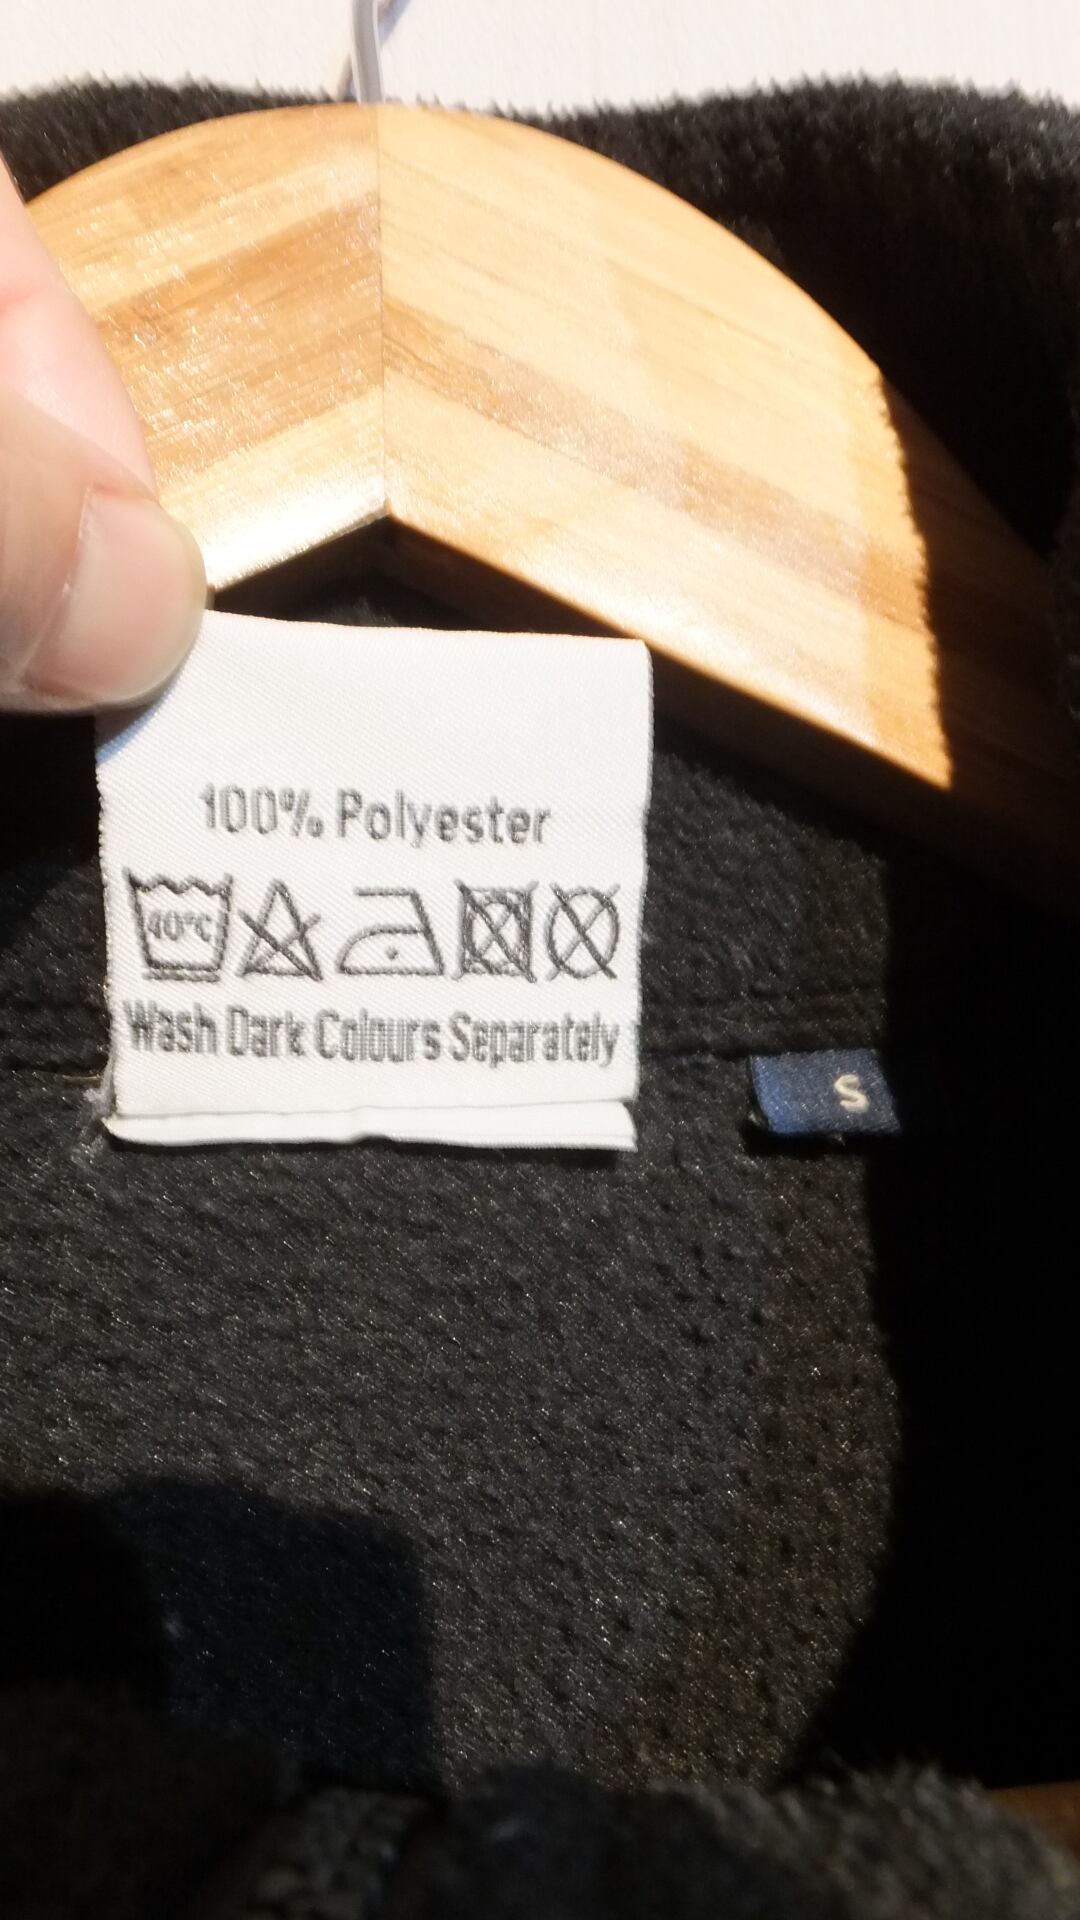 100% Polyester
40°C
Wash Dark Colours Separately
S